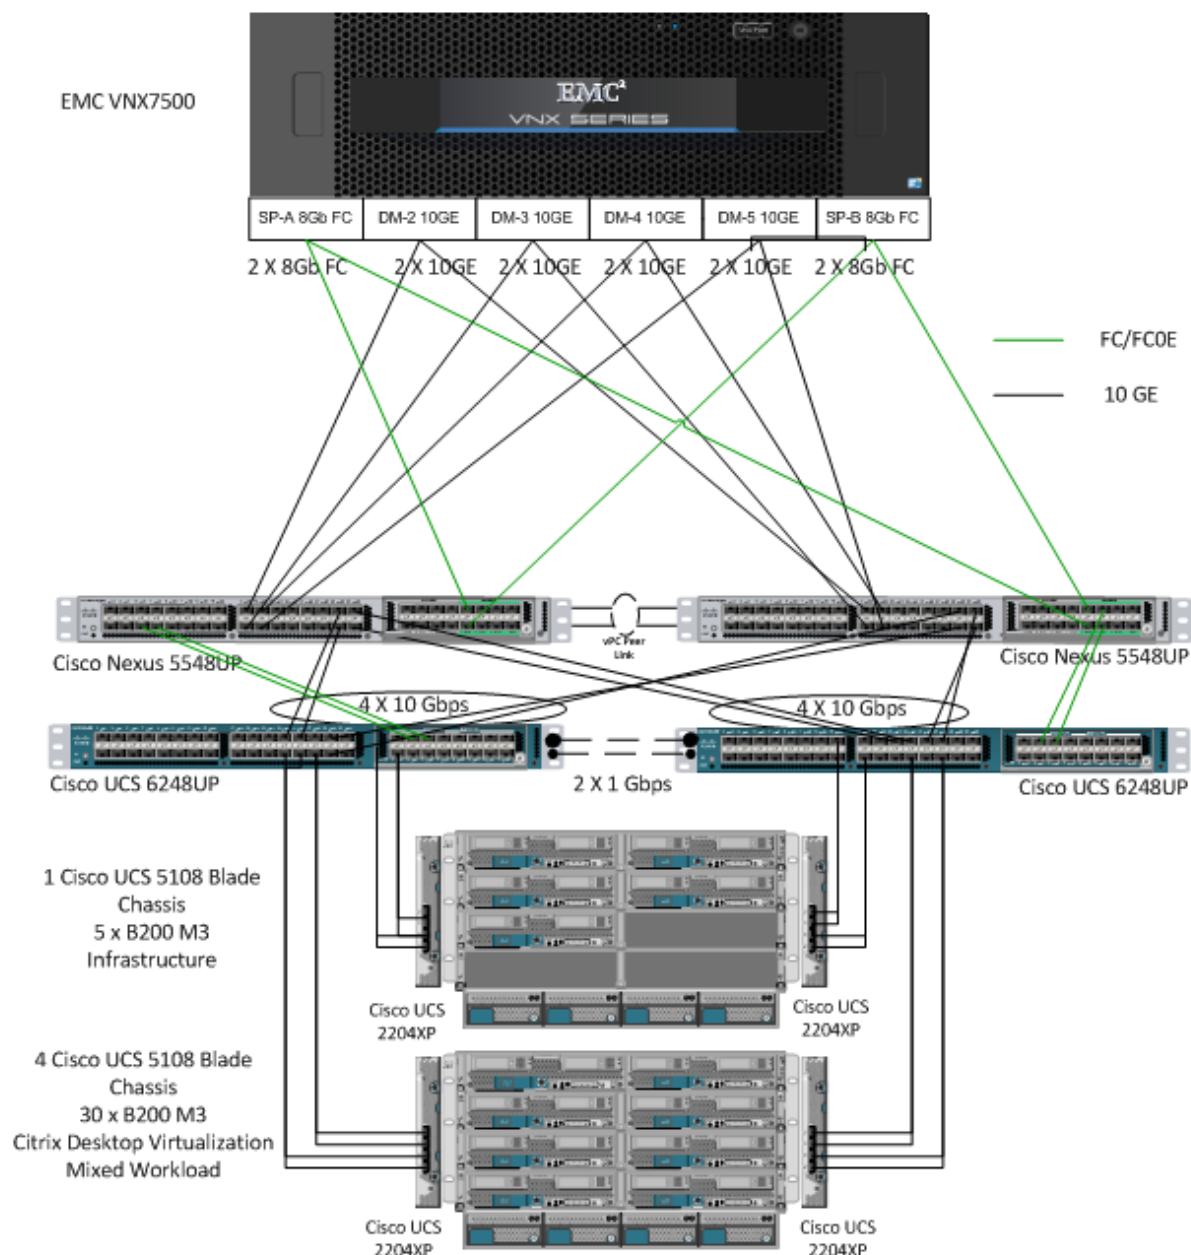 EMC VNX7500
EMC²
VNX SERIES
SP-A 8Gb FC
DM-2 10GE
DM-3 10GE
DM-4 10GE
DM-5 10GE
SP-B 8Gb FC
2 X 8Gb FC
2 X 10GE
2 X 10GE
2 X 10GE
2 X 10GE
2 X 8Gb FC
FC/FC0E
10 GE
vPC Peer
Link
Cisco Nexus 5548UP
Cisco Nexus 5548UP
4 X 10 Gbps
4 X 10 Gbps
Cisco UCS 6248UP
2 X 1 Gbps
Cisco UCS 6248UP
1 Cisco UCS 5108 Blade
Chassis
5 x B200 M3
Infrastructure
Cisco UCS
2204XP
Cisco UCS
2204XP
4 Cisco UCS 5108 Blade
Chassis
30 x B200 M3
Citrix Desktop Virtualization
Mixed Workload
Cisco UCS
2204XP
Cisco UCS
2204XP